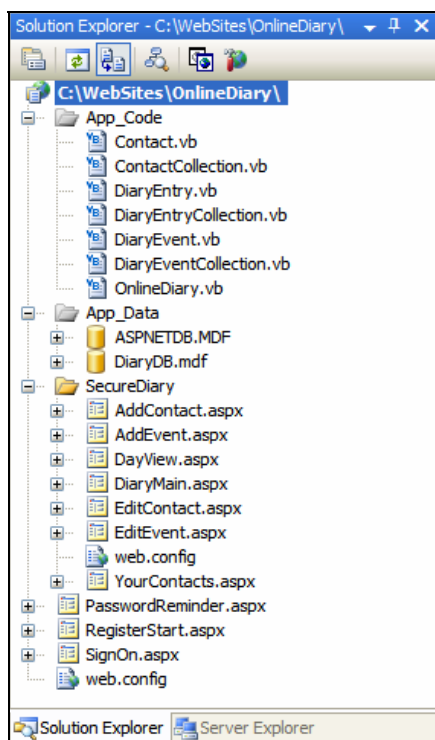 Solution Explorer - C:\WebSites\OnlineDiary\
C:\WebSites\OnlineDiary\
App_Code
Contact.vb
ContactCollection.vb
DiaryEntry.vb
DiaryEntryCollection.vb
DiaryEvent.vb
DiaryEventCollection.vb
OnlineDiary.vb
App_Data
ASPNETDB.MDF
DiaryDB.mdf
SecureDiary
AddContact.aspx
AddEvent.aspx
DayView.aspx
DiaryMain.aspx
EditContact.aspx
EditEvent.aspx
web.config
YourContacts.aspx
PasswordReminder.aspx
RegisterStart.aspx
SignOn.aspx
web.config
Solution Explorer Server Explorer